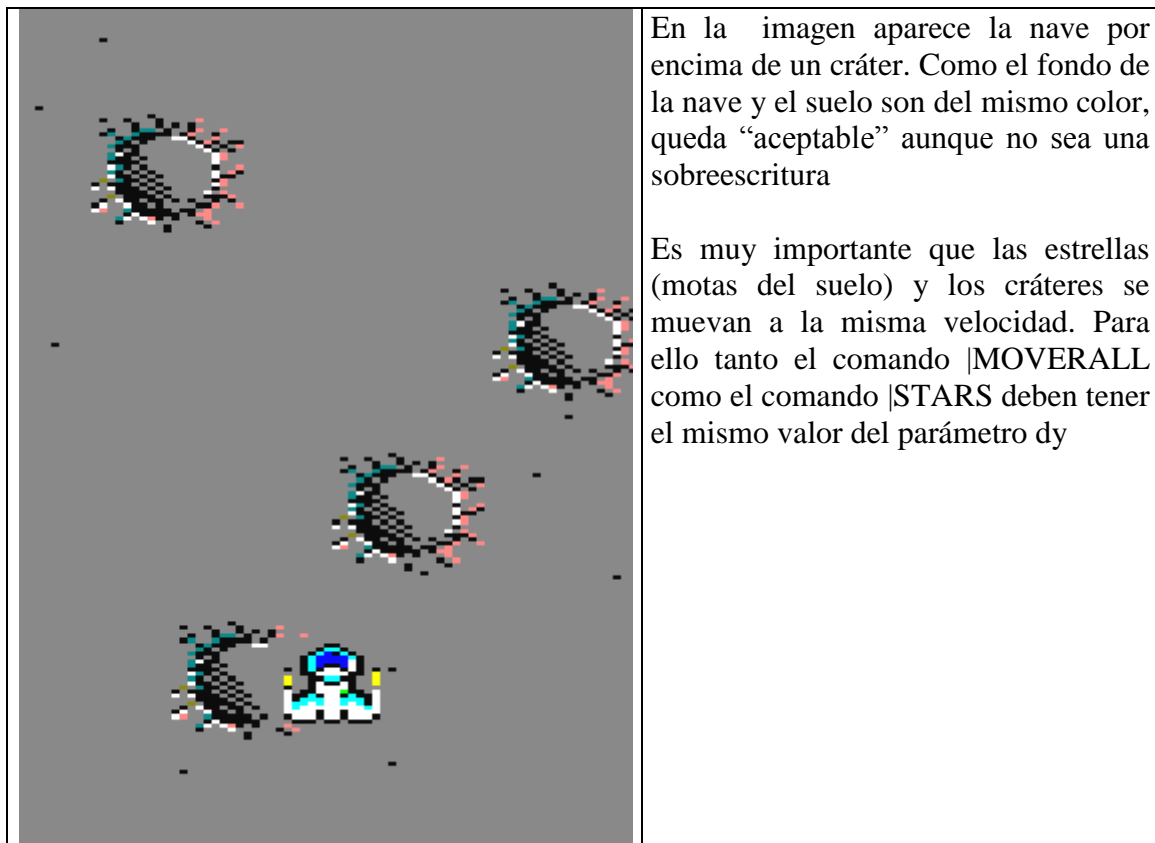 En la imagen aparece la nave por
encima de un cráter. Como el fondo de
la nave y el suelo son del mismo color,
queda “aceptable” aunque no sea una
sobreescritura
Es muy importante que las estrellas
(motas del suelo) y los cráteres se
muevan a la misma velocidad. Para
ello tanto el comando |MOVERALL
como el comando |STARS deben tener
el mismo valor del parámetro dy